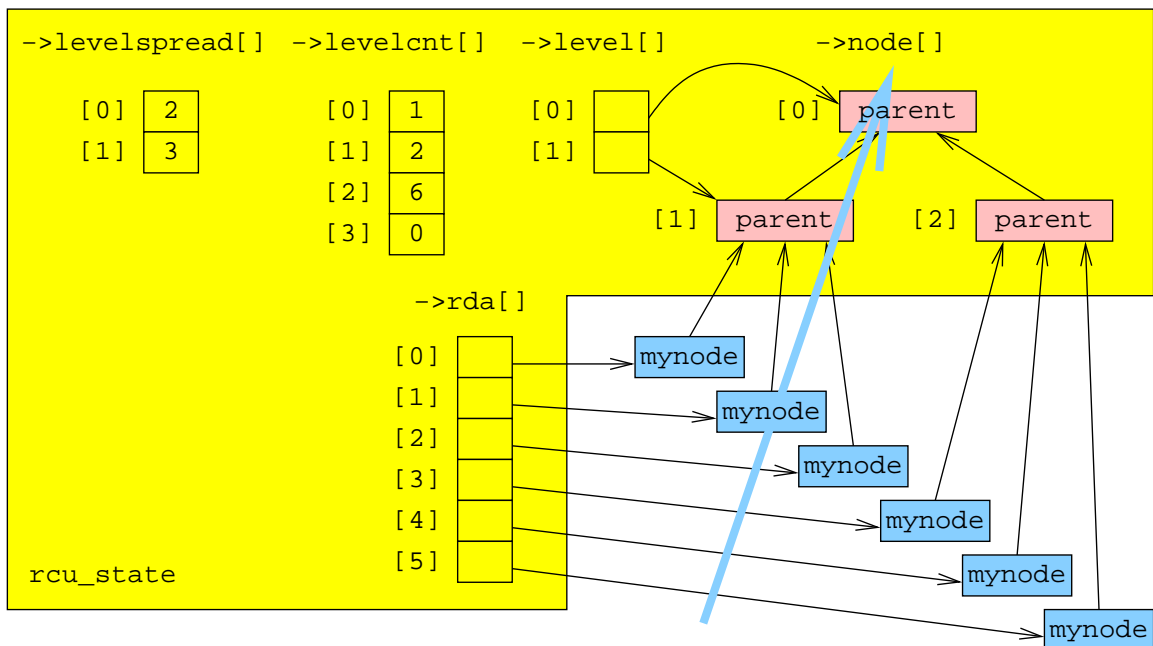 ->levelspread[] ->levelcnt[] ->level[] ->node[]
[0] 2 [0] 1 [0] [0] parent
[1] 3 [1] 2 [1]
[2] 6 [1] parent [2] parent
[3] 0
->rda[]
[0] mynode
[1] mynode
[2] mynode
[3] mynode
[4] mynode
[5] mynode
rcu_state